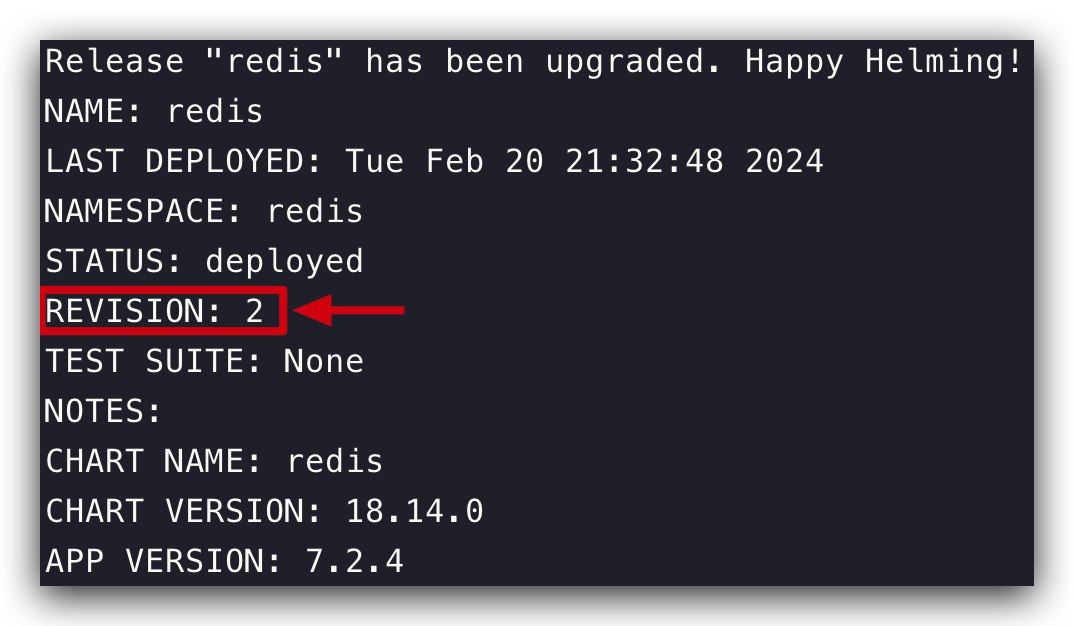 Release "redis" has been upgraded. Happy Helming!
NAME: redis
LAST DEPLOYED: Tue Feb 20 21:32:48 2024
NAMESPACE: redis
STATUS: deployed
REVISION: 2
TEST SUITE: None
NOTES:
CHART NAME: redis
CHART VERSION: 18.14.0
APP VERSION: 7.2.4